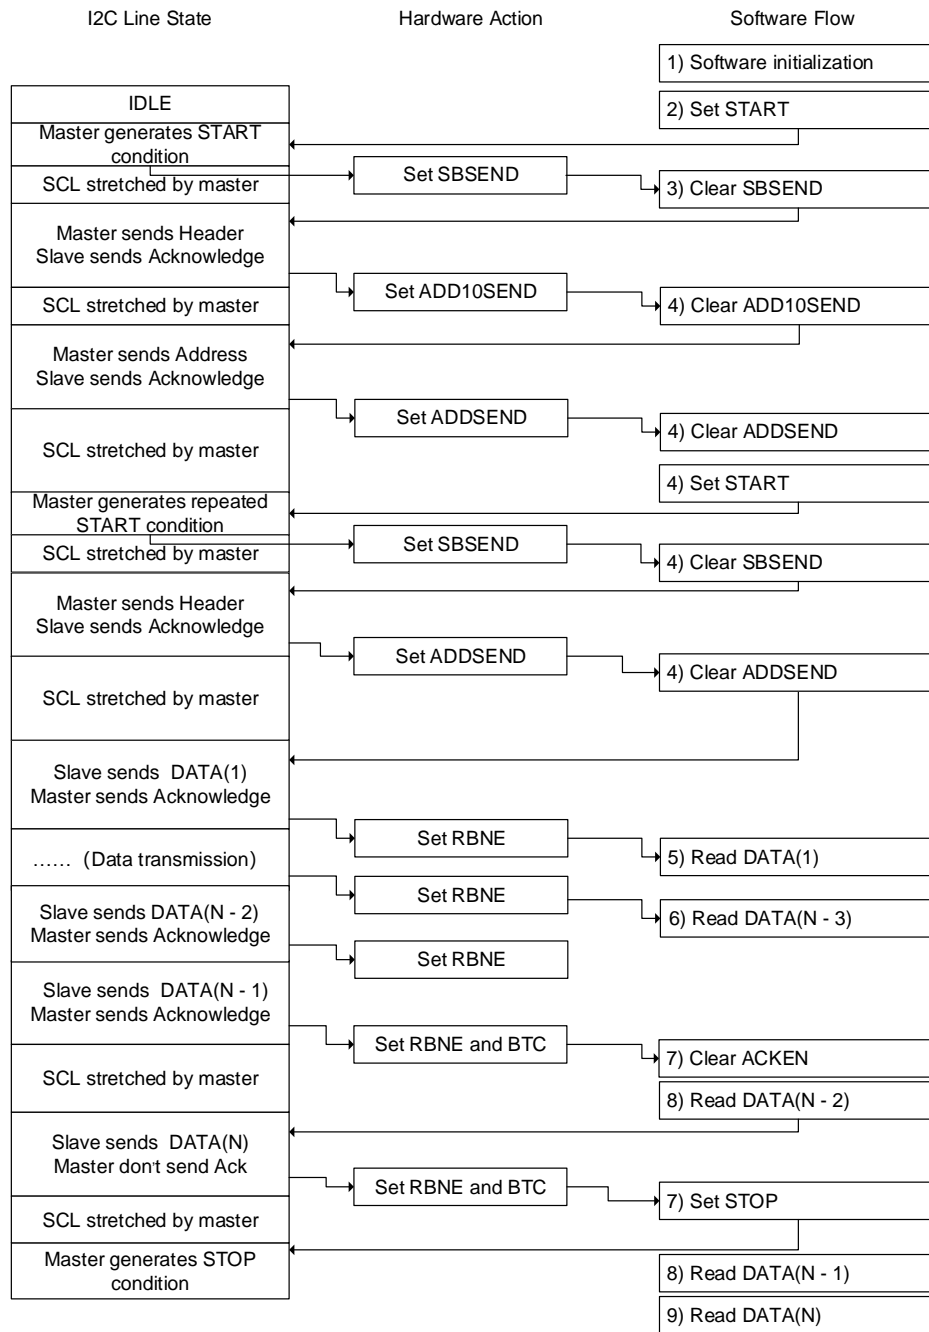 I2C Line State
Hardware Action
Software Flow
1) Software initialization
IDLE
2) Set START
Master generates START
condition
SCL stretched by master
Set SBSEND
3) Clear SBSEND
Master sends Header
Slave sends Acknowledge
Set ADD10SEND
SCL stretched by master
4) Clear ADD10SEND
Master sends Address
Slave sends Acknowledge
Set ADDSEND
4) Clear ADDSEND
SCL stretched by master
4) Set START
Master generates repeated
START condition
Set SBSEND
SCL stretched by master
4) Clear SBSEND
Master sends Header
Slave sends Acknowledge
Set ADDSEND
4) Clear ADDSEND
SCL stretched by master
Slave sends DATA(1)
Master sends Acknowledge
Set RBNE
5) Read DATA(1)
…… (Data transmission)
Set RBNE
6) Read DATA(N - 3)
Slave sends DATA(N - 2)
Master sends Acknowledge
Set RBNE
Slave sends DATA(N - 1)
Master sends Acknowledge
Set RBNE and BTC
7) Clear ACKEN
SCL stretched by master
8) Read DATA(N - 2)
Slave sends DATA(N)
Master don't send Ack
Set RBNE and BTC
7) Set STOP
SCL stretched by master
Master generates STOP
condition
8) Read DATA(N - 1)
9) Read DATA(N)